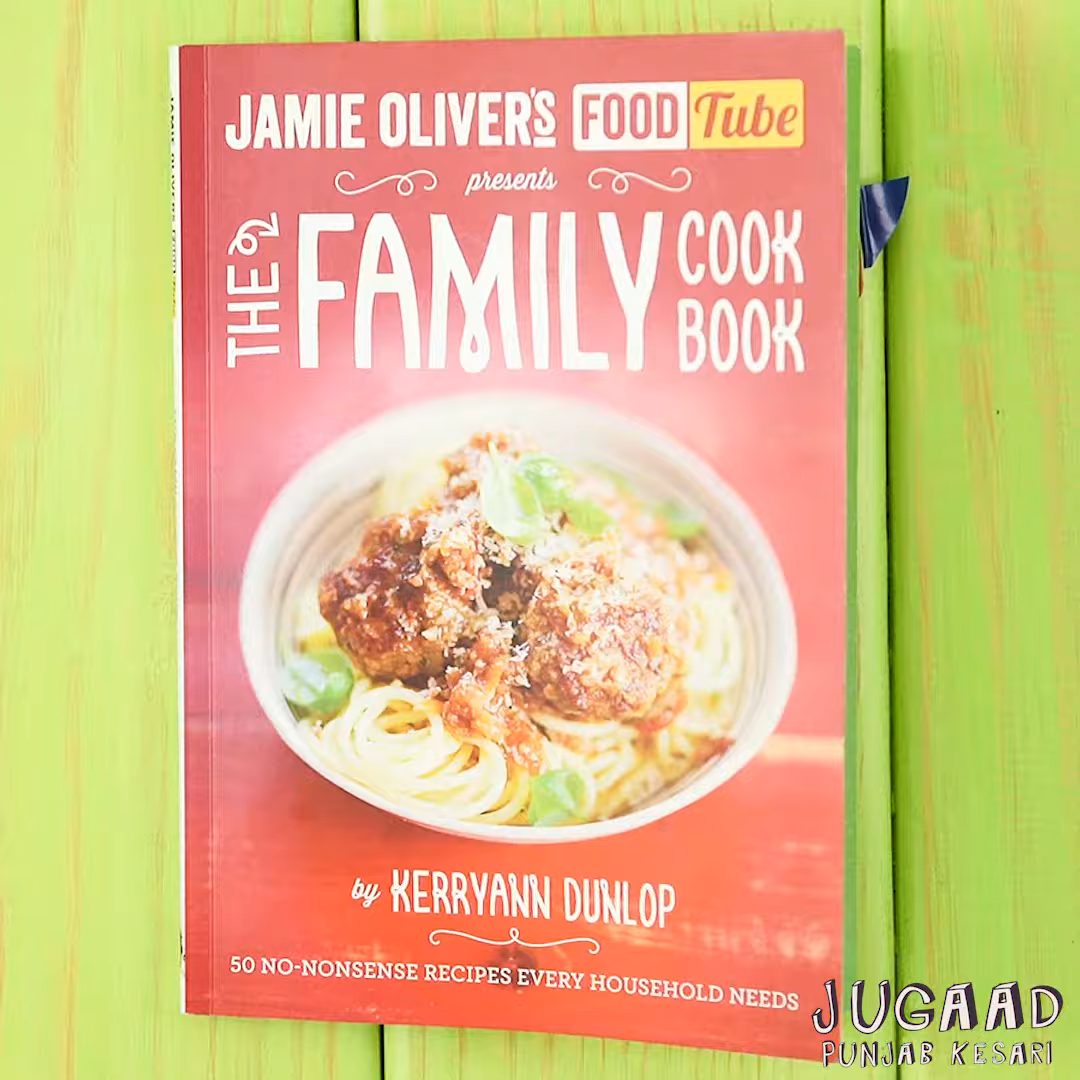 JAMIE OLIVER'S FOOD Tube
presents
THE FAMILY COOK BOOK
by KERRYANN DUNLOP
50 NO-NONSENSE RECIPES EVERY HOUSEHOLD NEEDS
JUGAAD
PUNJAB KESARI